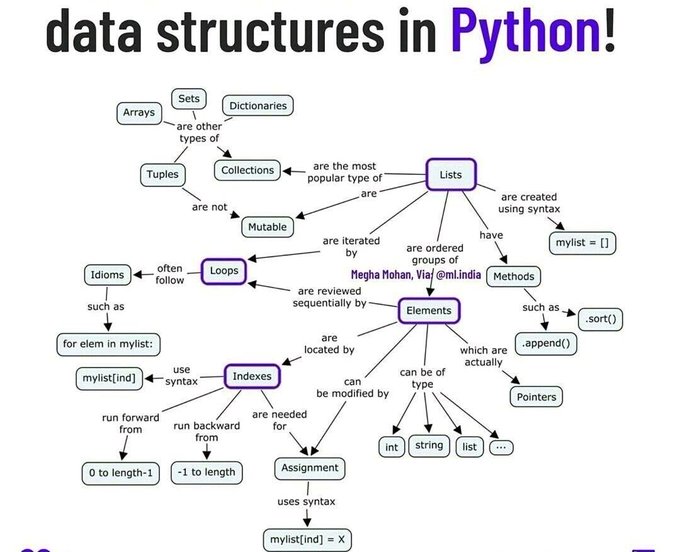 data structures in Python!
Sets
Arrays
Dictionaries
are other
types of
Tuples
Collections
are the most
popular type of
Lists
are
are not
Mutable
are created
using syntax
mylist = []
are iterated
by
are ordered
groups of
have
Idioms
often
follow
Loops
Megha Mohan, Via/ @ml.india
Methods
are reviewed
sequentially by
Elements
such as
such as
.sort()
.append()
for elem in mylist:
are
located by
which are
actually
mylist[ind]
use
syntax
Indexes
can
be modified by
can be of
type
Pointers
run forward
from
run backward
from
are needed
for
int
string
list
...
0 to length-1
-1 to length
Assignment
uses syntax
mylist[ind] = X